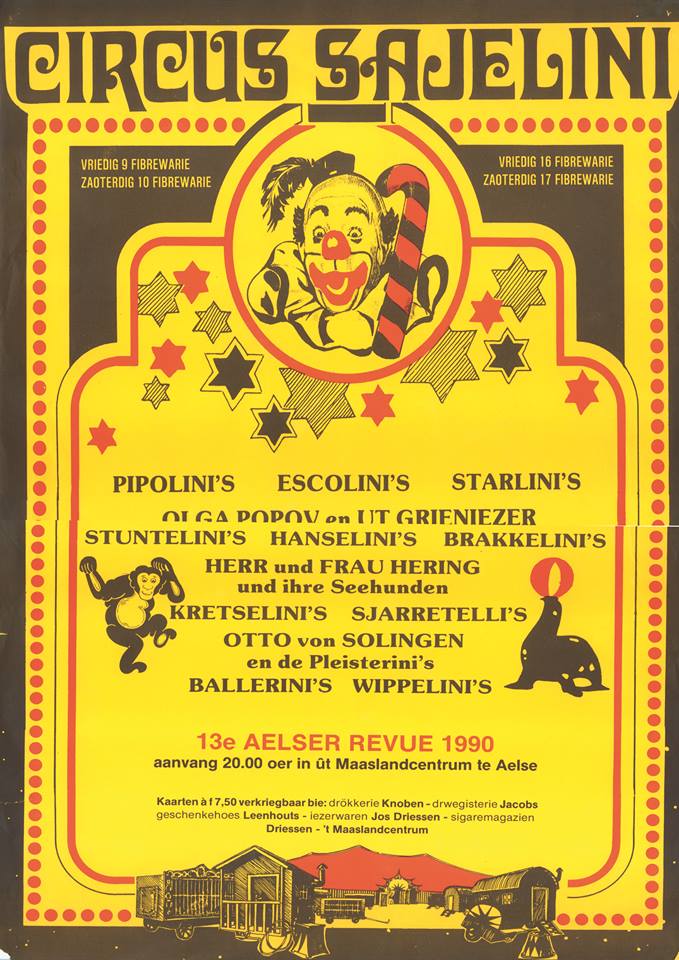 CIRCUS SAJELINI
VRIEDIG 9 FIBREWARIE
ZAOTERDIG 10 FIBREWARIE
VRIEDIG 16 FIBREWARIE
ZAOTERDIG 17 FIBREWARIE
PIPOLINI'S ESCOLINI'S STARLINI'S
OLGA POPOV en UT GRIENIEZER
STUNTELINI'S HANSELINI'S BRAKKELINI'S
HERR und FRAU HERING
und ihre Seehunden
KRETSELINI'S SJARRETELLI'S
OTTO von SOLINGEN
en de Pleisterini's
BALLERINI'S WIPPELINI'S
13e AELSER REVUE 1990
aanvang 20.00 oer in ût Maaslandcentrum te Aelse
Kaarten à f 7,50 verkriegbaar bie: drökkerie Knoben - drwegisterie Jacobs
geschenkehoes Leenhouts - iezerwaren Jos Driessen - sigaremagazien
Driessen - 't Maaslandcentrum